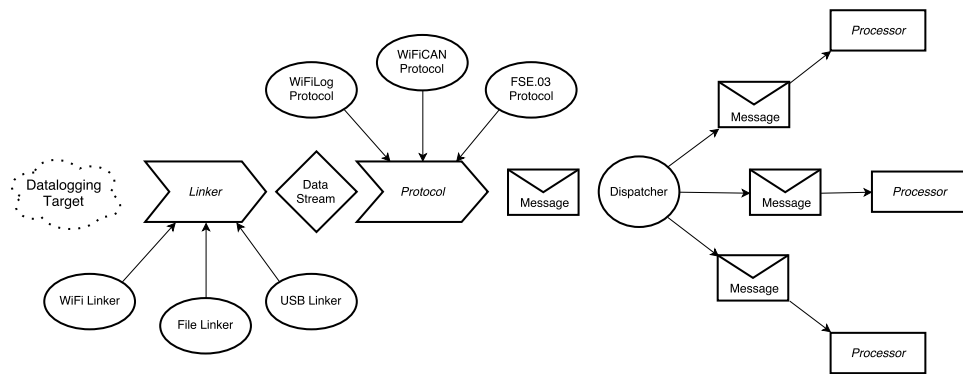 Processor
WiFiCAN
Protocol
WiFiLog
Protocol
FSE.03
Protocol
Message
Datalogging
Target
Linker
Data
Stream
Protocol
Message
Dispatcher
Message
Processor
Message
WiFi Linker
File Linker
USB Linker
Processor